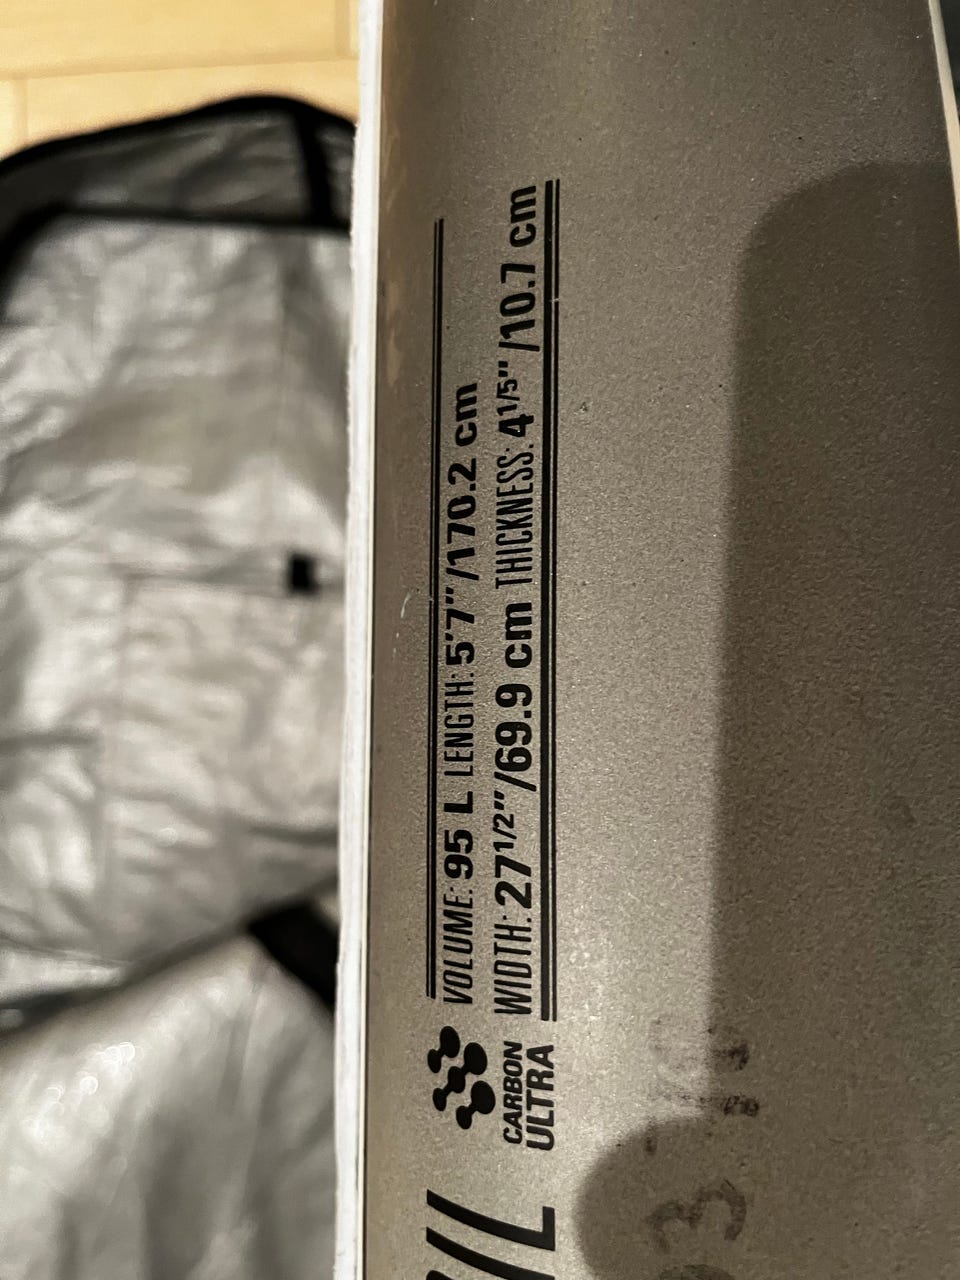 VOLUME: 95 L LENGTH: 5'7"/170.2 cm
WIDTH: 27 1/2"/69.9 cm THICKNESS: 4 1/5"/10.7 cm
CARBON
ULTRA